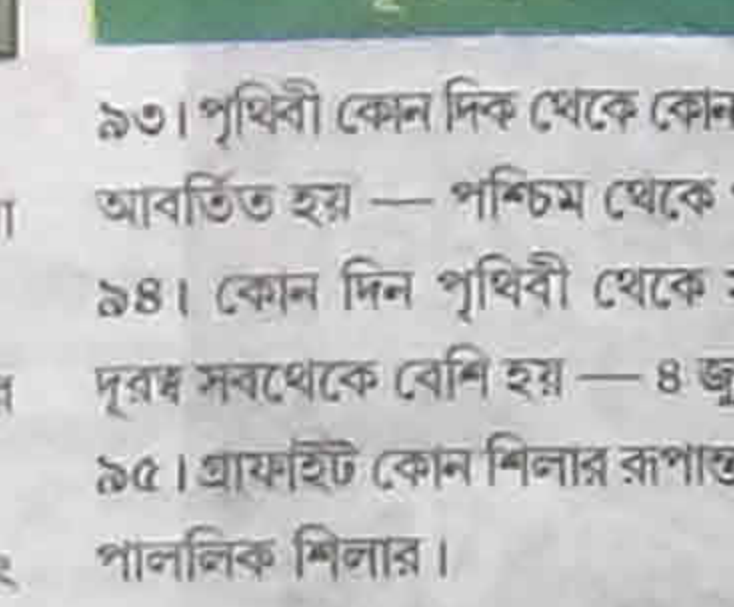 ৯৩। পৃথিবী কোন দিক থেকে কোন
আবর্তিত হয় — পশ্চিম থেকে
৯৪। কোন দিন পৃথিবী থেকে
দূরত্ব সবথেকে বেশি হয় — ৪ জু
৯৫। গ্রাফাইট কোন শিলার রূপান্ত
পাললিক শিলার।